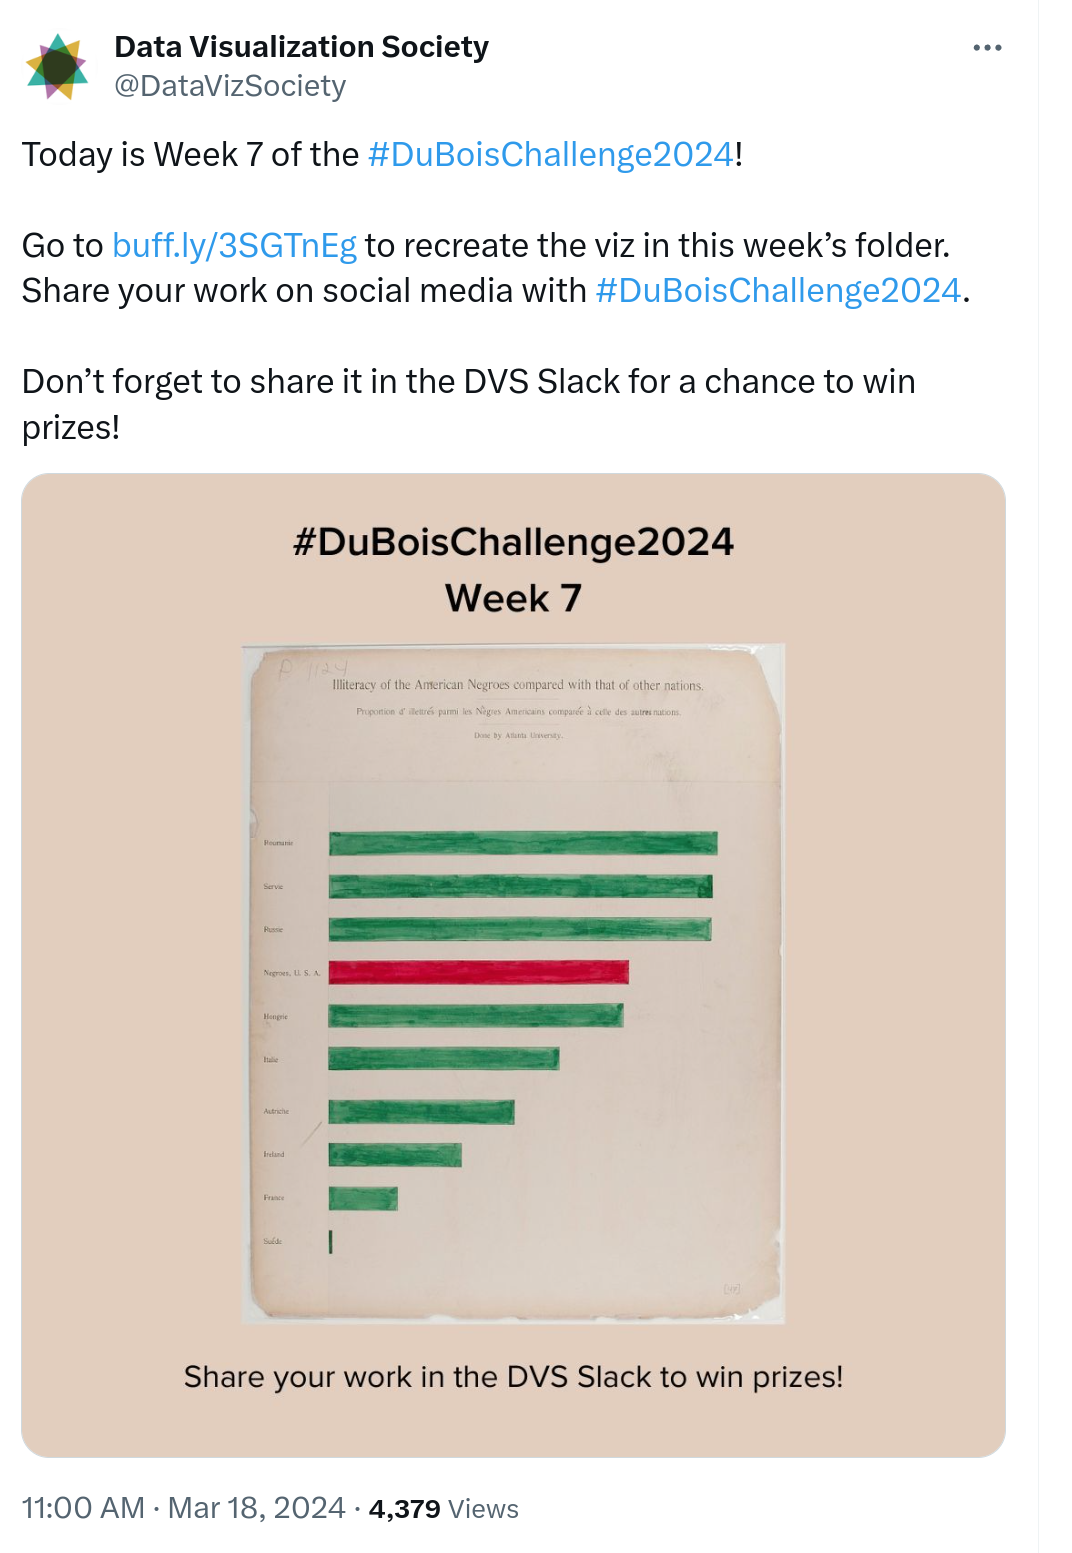 Data Visualization Society
@DataVizSociety
Today is Week 7 of the #DuBoisChallenge2024!
Go to buff.ly/3SGTnEg to recreate the viz in this week’s folder.
Share your work on social media with #DuBoisChallenge2024.
Don’t forget to share it in the DVS Slack for a chance to win
prizes!
#DuBoisChallenge2024
Week 7
P 1124
Illiteracy of the American Negroes compared with that of other nations.
Proportion d' illettrés parmi les Nègres Americains comparée à celle des autres nations.
Done by Atlanta University.
Roumanie
Servie
Russie
Negroes, U. S. A.
Hongrie
Italie
Autriche
Ireland
France
Suéde
Share your work in the DVS Slack to win prizes!
11:00 AM · Mar 18, 2024 · 4,379 Views